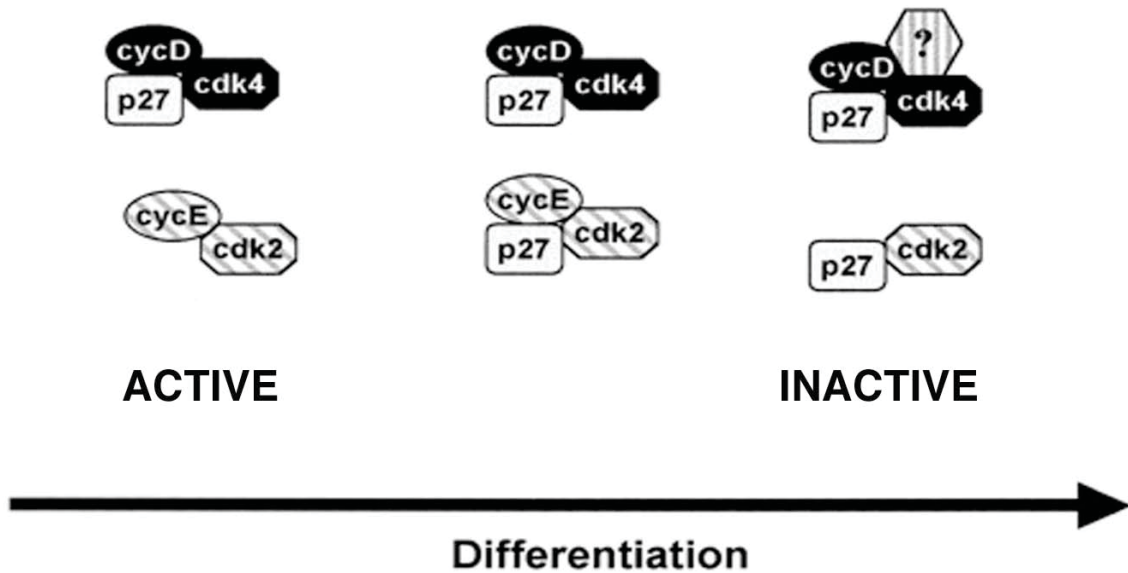 cycD
cdk4
p27
cycD
cdk4
p27
?
cycD
cdk4
p27
cycE
cdk2
cycE
cdk2
p27
cdk2
p27
ACTIVE
INACTIVE
Differentiation